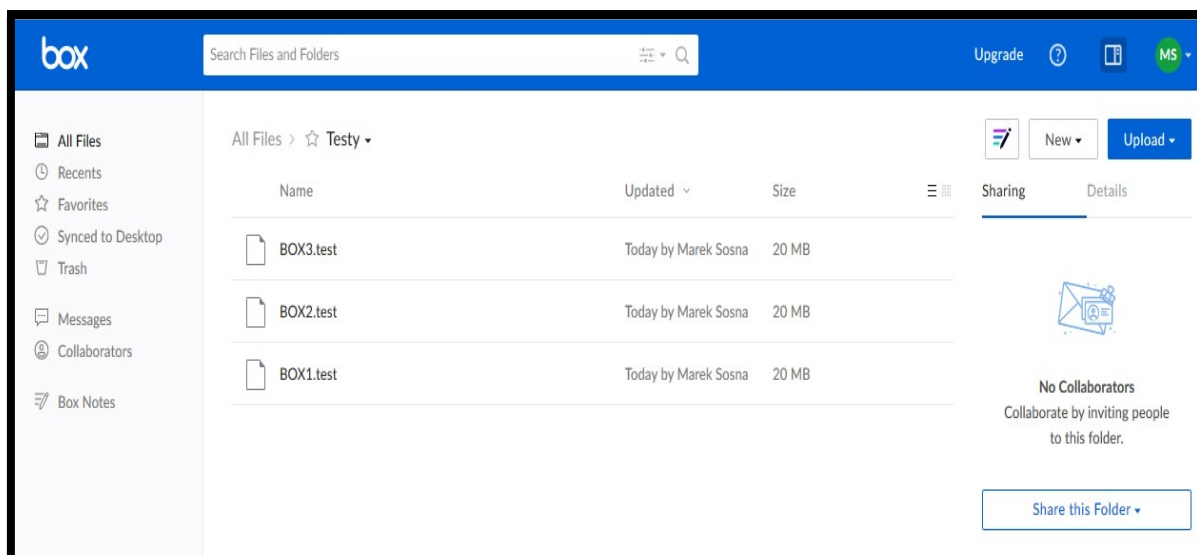 box
Search Files and Folders
Upgrade
MS
All Files
Recents
Favorites
Synced to Desktop
Trash
Messages
Collaborators
Box Notes
All Files > Testy
New
Upload
Name Updated Size
BOX3.test Today by Marek Sosna 20 MB
BOX2.test Today by Marek Sosna 20 MB
BOX1.test Today by Marek Sosna 20 MB
Sharing Details
No Collaborators
Collaborate by inviting people
to this folder.
Share this Folder